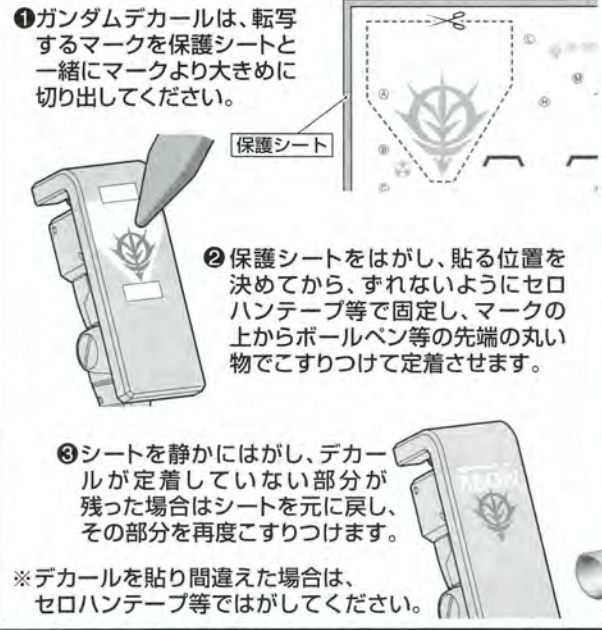 ❶ガンダムデカールは、転写
するマークを保護シートと
一緒にマークより大きめに
切り出してください。
保護シート
Ⓛ
Ⓜ
Ⓐ
Ⓗ
Ⓑ
Ⓒ
❷保護シートをはがし、貼る位置を
決めてから、ずれないようにセロ
ハンテープ等で固定し、マークの
上からボールペン等の先端の丸い
物でこすりつけて定着させます。
❸シートを静かにはがし、デカー
ルが定着していない部分が
残った場合はシートを元に戻し、
その部分を再度こすりつけます。
※デカールを貼り間違えた場合は、
セロハンテープ等ではがしてください。